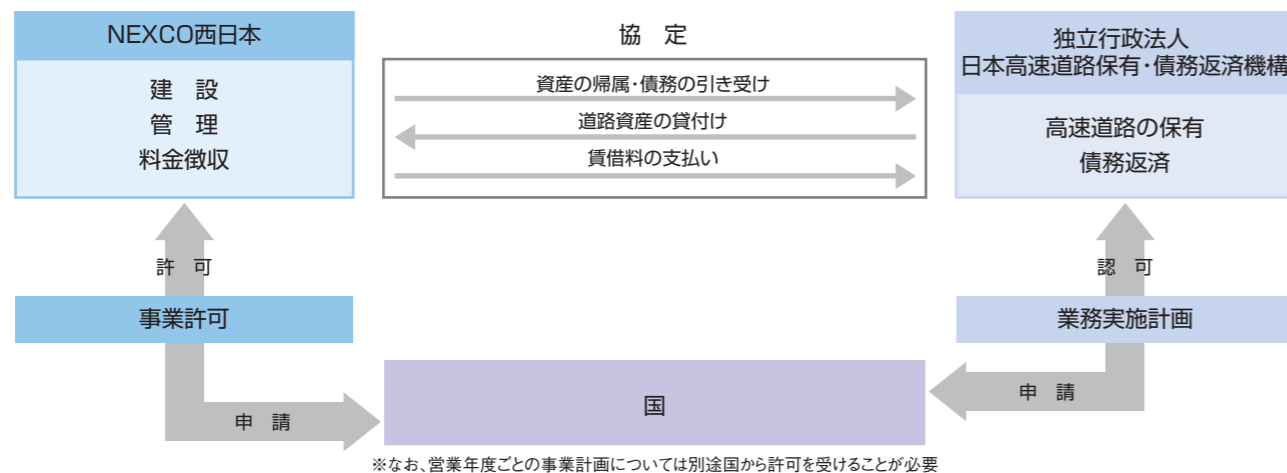 NEXCO西日本
建 設
管 理
料金徴収
協 定
資産の帰属・債務の引き受け
道路資産の貸付け
賃借料の支払い
独立行政法人
日本高速道路保有・債務返済機構
高速道路の保有
債務返済
許 可
事業許可
申 請
認 可
業務実施計画
申 請
国
※なお、営業年度ごとの事業計画については別途国から許可を受けることが必要